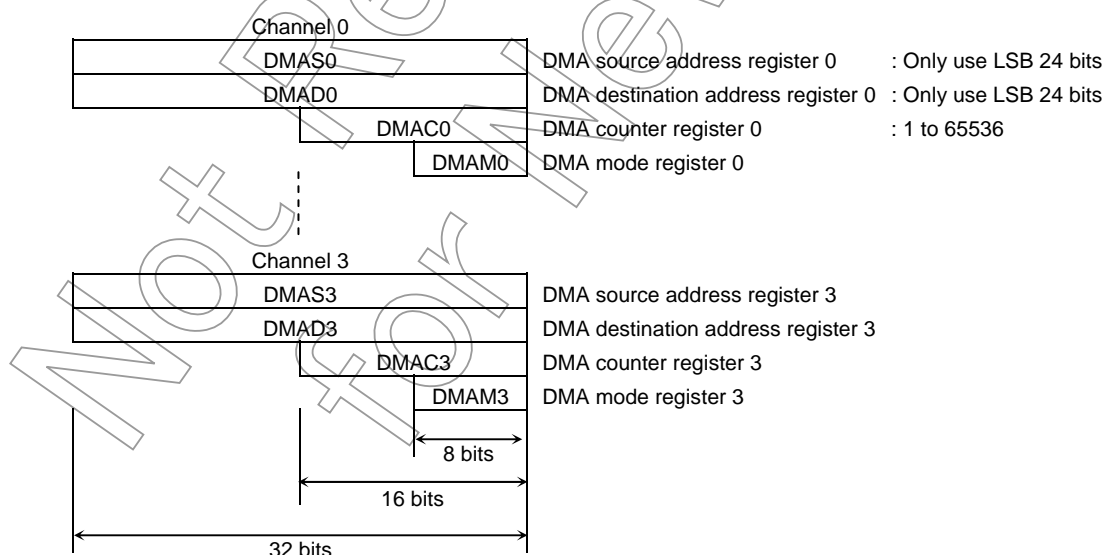 Channel 0
DMAS0 DMA source address register 0 : Only use LSB 24 bits
DMAD0 DMA destination address register 0 : Only use LSB 24 bits
DMAC0 DMA counter register 0 : 1 to 65536
DMAM0 DMA mode register 0
Channel 3
DMAS3 DMA source address register 3
DMAD3 DMA destination address register 3
DMAC3 DMA counter register 3
DMAM3 DMA mode register 3
8 bits
16 bits
32 bits
Not
for